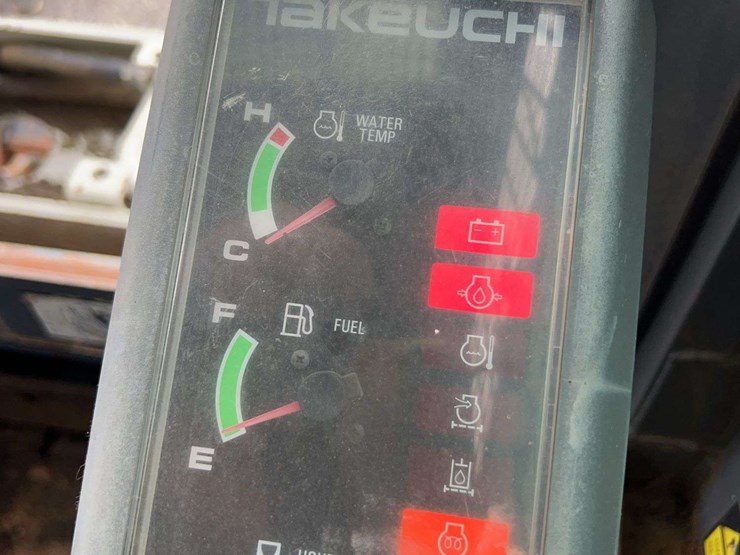 TAKEUCHI
H
WATER
TEMP
C
F
FUEL
E